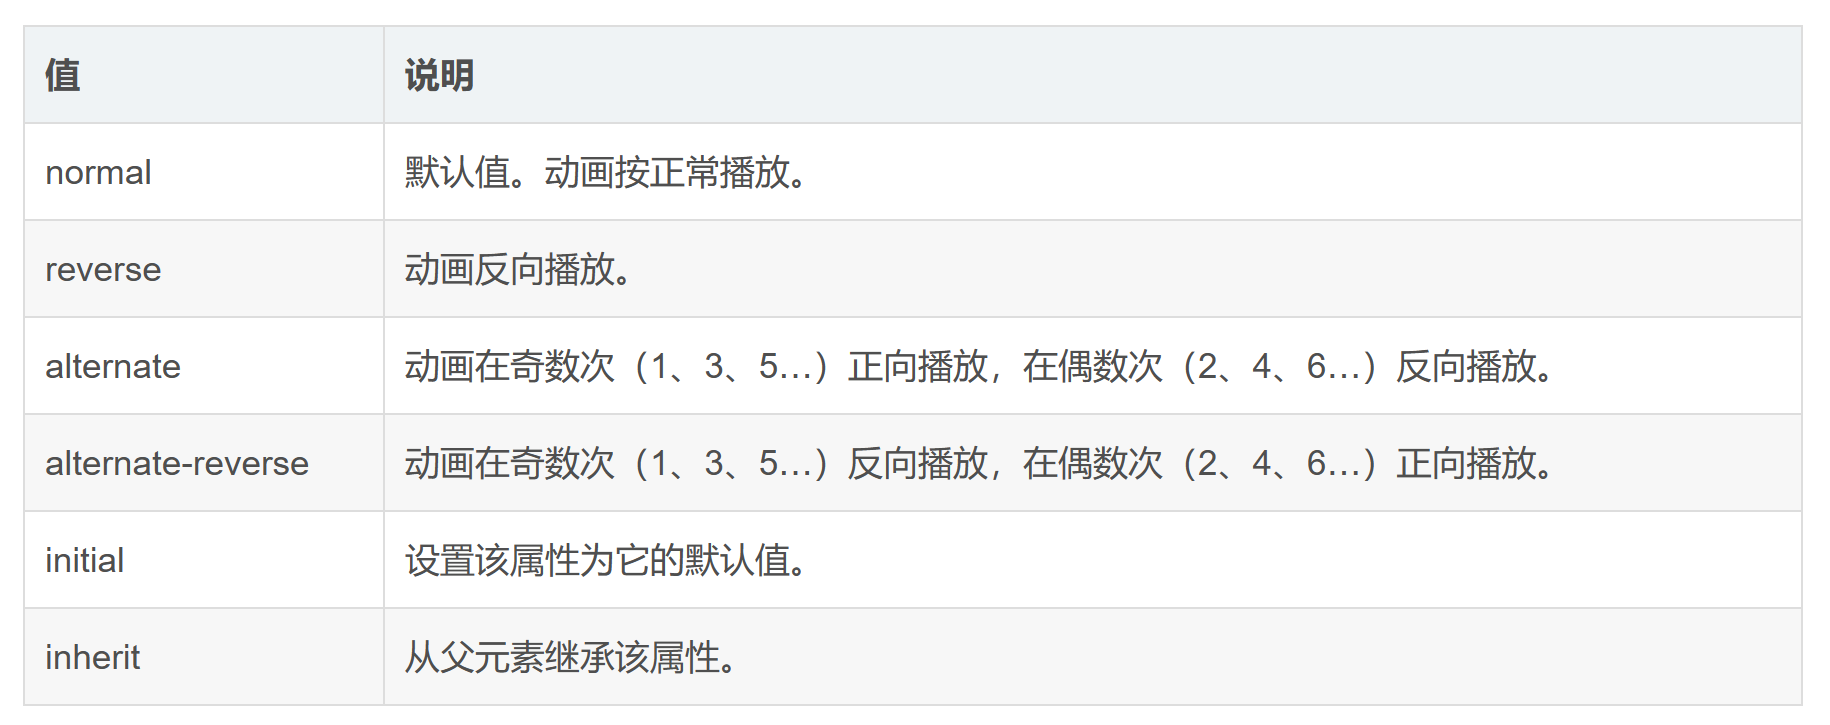 值 说明
normal 默认值。动画按正常播放。
reverse 动画反向播放。
alternate 动画在奇数次（1、3、5...）正向播放，在偶数次（2、4、6...）反向播放。
alternate-reverse 动画在奇数次（1、3、5...）反向播放，在偶数次（2、4、6...）正向播放。
initial 设置该属性为它的默认值。
inherit 从父元素继承该属性。